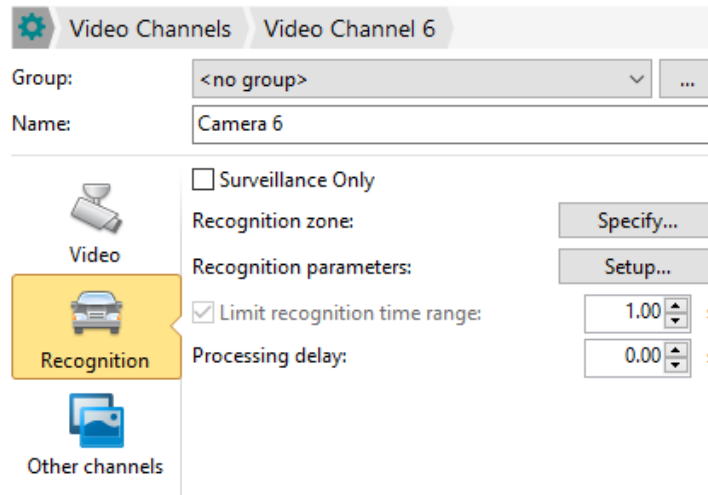 Video Channels Video Channel 6
Group: <no group> ...
Name: Camera 6
Surveillance Only
Recognition zone: Specify...
Video
Recognition parameters: Setup...
Limit recognition time range: 1.00
Recognition
Processing delay: 0.00
Other channels